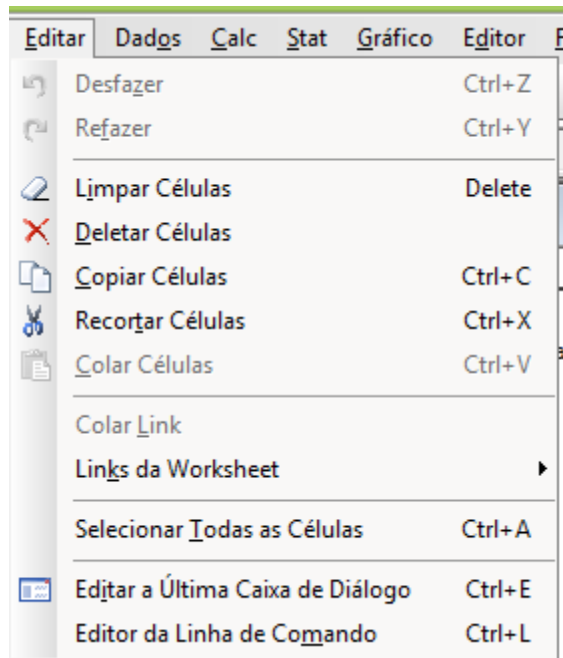 Editar Dados Calc Stat Gráfico Editor F
Desfazer Ctrl+Z
Refazer Ctrl+Y
Limpar Células Delete
Deletar Células
Copiar Células Ctrl+C
Recortar Células Ctrl+X
Colar Células Ctrl+V
Colar Link
Links da Worksheet
Selecionar Todas as Células Ctrl+A
Editar a Última Caixa de Diálogo Ctrl+E
Editor da Linha de Comando Ctrl+L